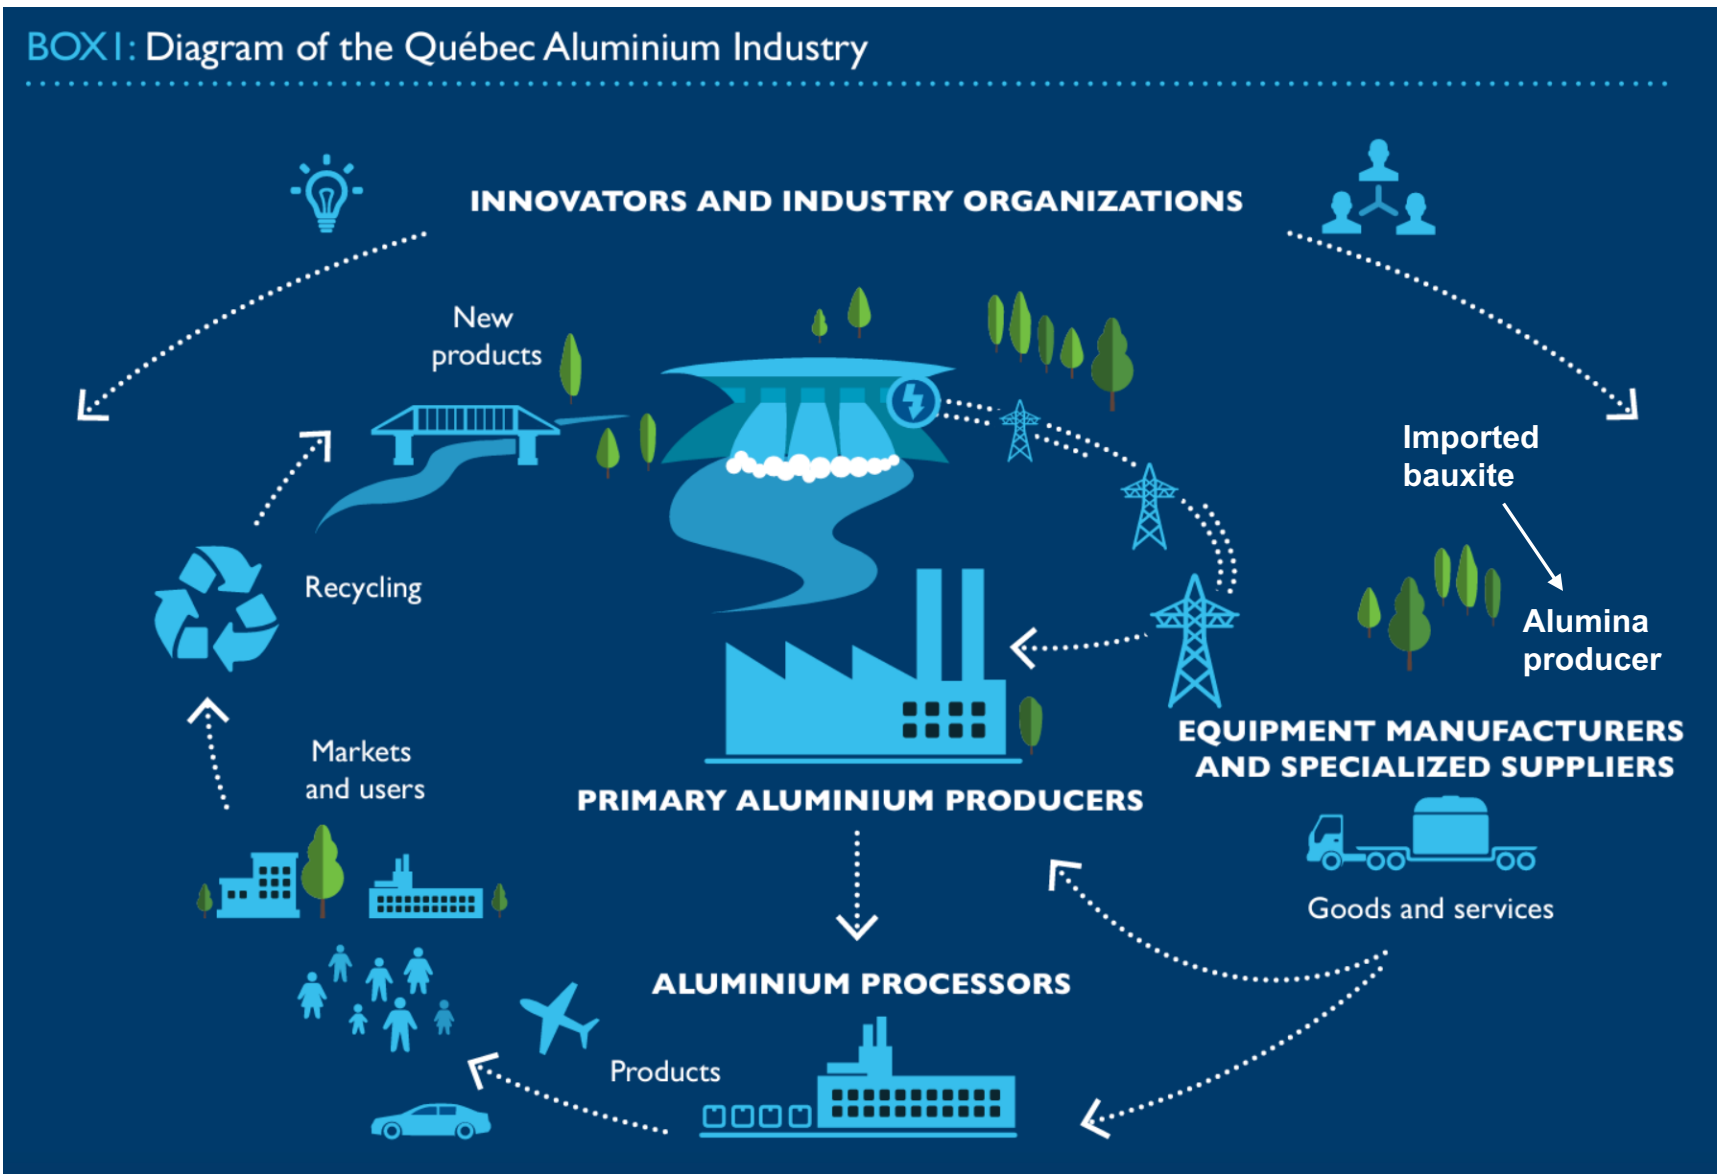 BOX1: Diagram of the Québec Aluminium Industry
INNOVATORS AND INDUSTRY ORGANIZATIONS
New
products
Imported
bauxite
Recycling
Alumina
producer
EQUIPMENT MANUFACTURERS
AND SPECIALIZED SUPPLIERS
Markets
and users
PRIMARY ALUMINIUM PRODUCERS
Goods and services
ALUMINIUM PROCESSORS
Products